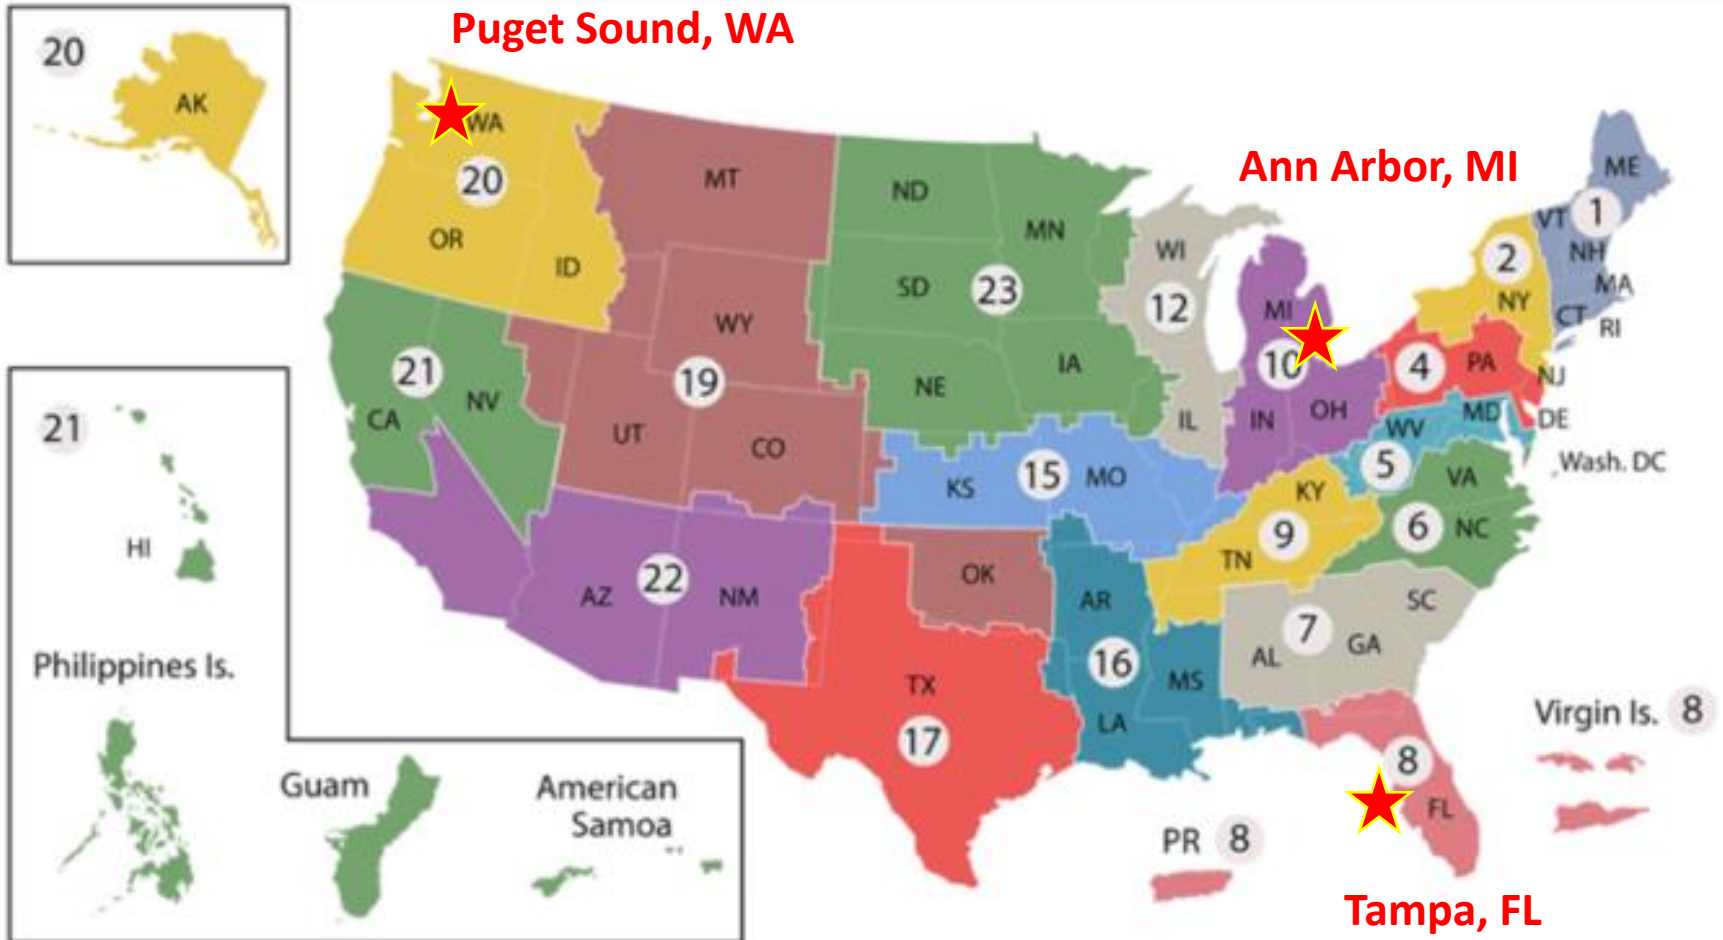 Puget Sound, WA
Ann Arbor, MI
Tampa, FL
20
AK
WA
20
OR
ID
MT
WY
19
UT
CO
ND
MN
SD
23
NE
IA
WI
12
IL
MI
10
IN
OH
ME
VT
1
NH
MA
CT
RI
2
NY
4
PA
NJ
DE
MD
WV
5
Wash. DC
VA
6
NC
KY
9
TN
21
CA
NV
KS
15
MO
22
AZ
NM
OK
AR
16
MS
LA
TX
17
SC
7
GA
AL
8
FL
21
HI
Philippines Is.
Guam
American
Samoa
PR 8
Virgin Is. 8